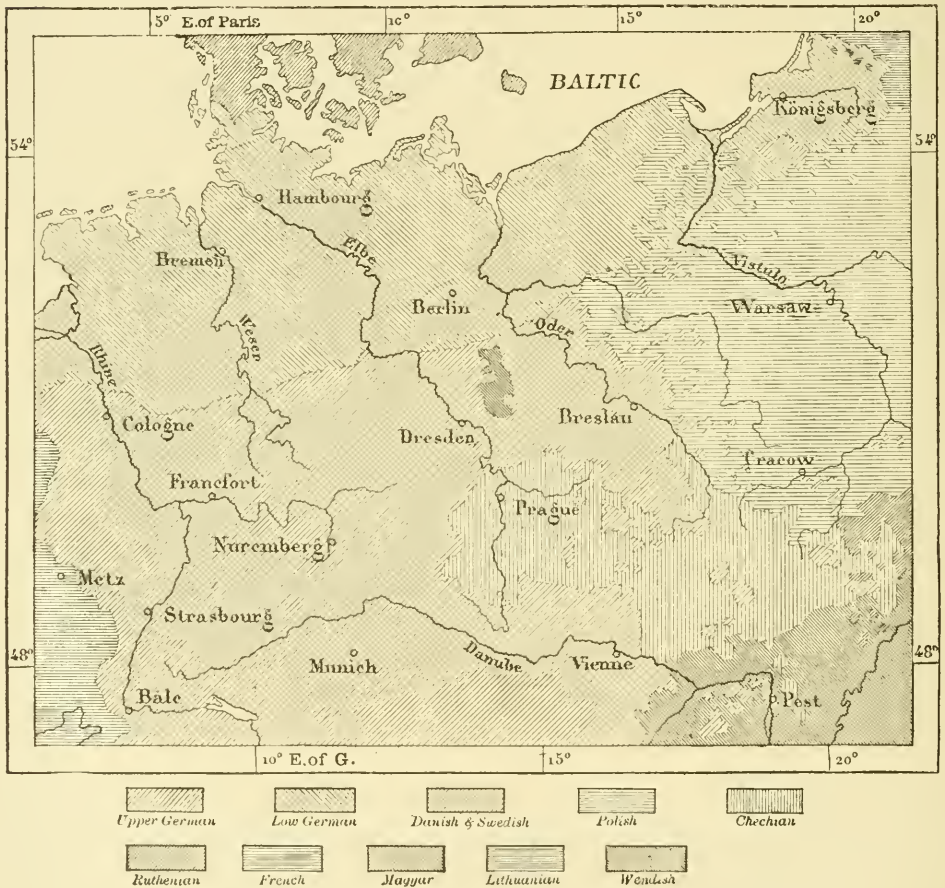 5° E. of Paris 10° 15° 20°
BALTIC
Königsberg
54° 54°
Hambourg
Elbe
Bremen
Vistula
Berlin
Warsaw
Oder
Weser
Rhine
Cologne
Breslau
Dresden
Cracow
Francfort
Prague
Nuremberg
Metz
Strasbourg
48° Munich Danube Vienne 48°
Bâle
Pest
10° E. of G. 15° 20°
Upper German Low German Danish & Swedish Polish Chechian
Ruthenian French Magyar Lithuanian Wendish